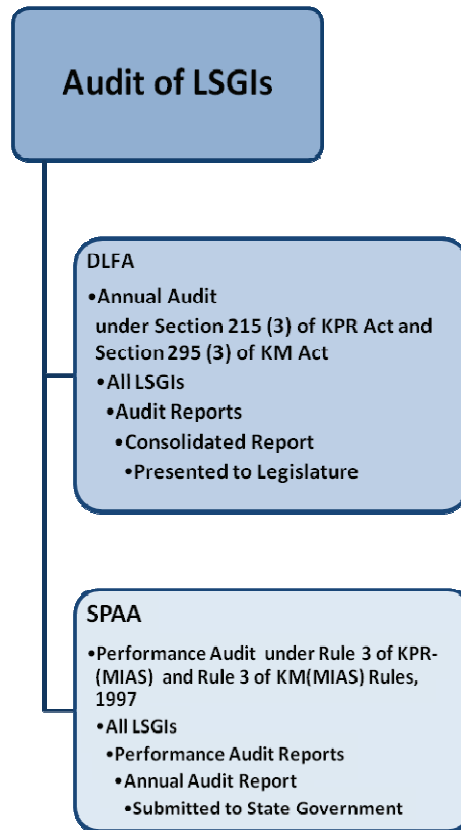 Audit of LSGIs
DLFA
•Annual Audit
under Section 215 (3) of KPR Act and
Section 295 (3) of KM Act
•All LSGIs
•Audit Reports
•Consolidated Report
•Presented to Legislature
SPAA
•Performance Audit under Rule 3 of KPR-
(MIAS) and Rule 3 of KM(MIAS) Rules,
1997
•All LSGIs
•Performance Audit Reports
•Annual Audit Report
•Submitted to State Government